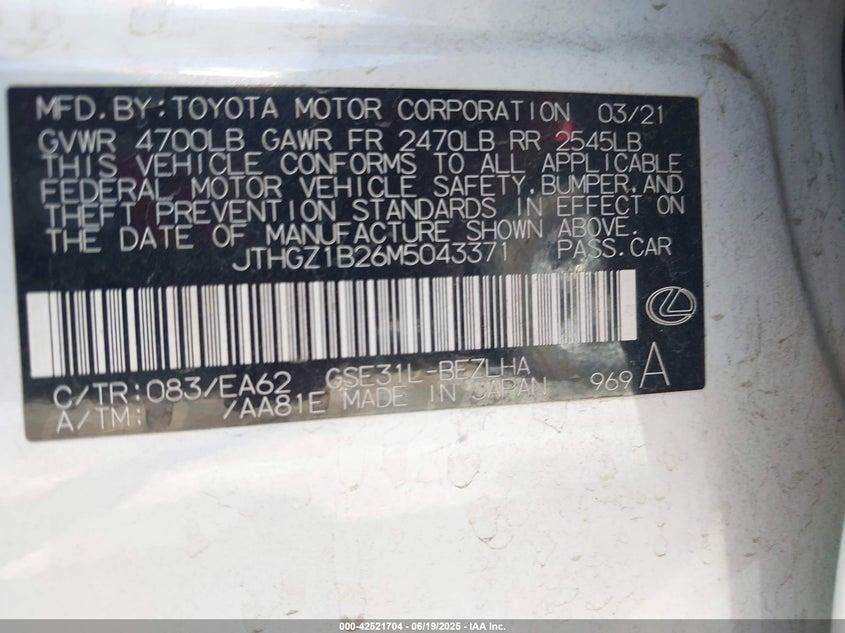 MFD.BY:TOYOTA MOTOR CORPORATION 03/21
GVWR 4700LB GAWR FR 2470LB RR 2545LB
THIS VEHICLE CONFORMS TO ALL APPLICABLE
FEDERAL MOTOR VEHICLE SAFETY,BUMPER,AND
THEFT PREVENTION STANDARDS IN EFFECT ON
THE DATE OF MANUFACTURE SHOWN ABOVE.
JTHGZ1B26M5043371 PASS.CAR
C/TR:083/EA62 GSE31L-BEZLHA
A/TM: /AA81E MADE IN JAPAN 969 A
000-42521704 - 06/19/2025 - IAA Inc.